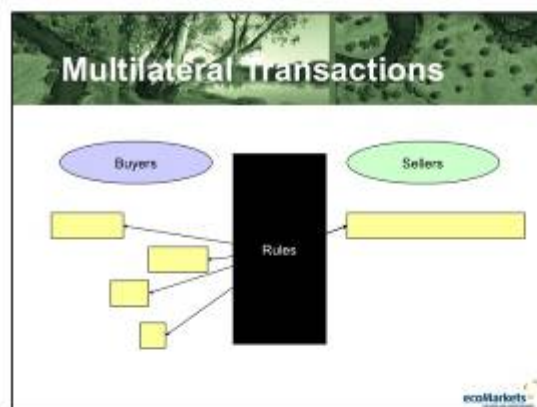 Multilateral Transactions
Buyers
Sellers
Rules
ecoMarkets